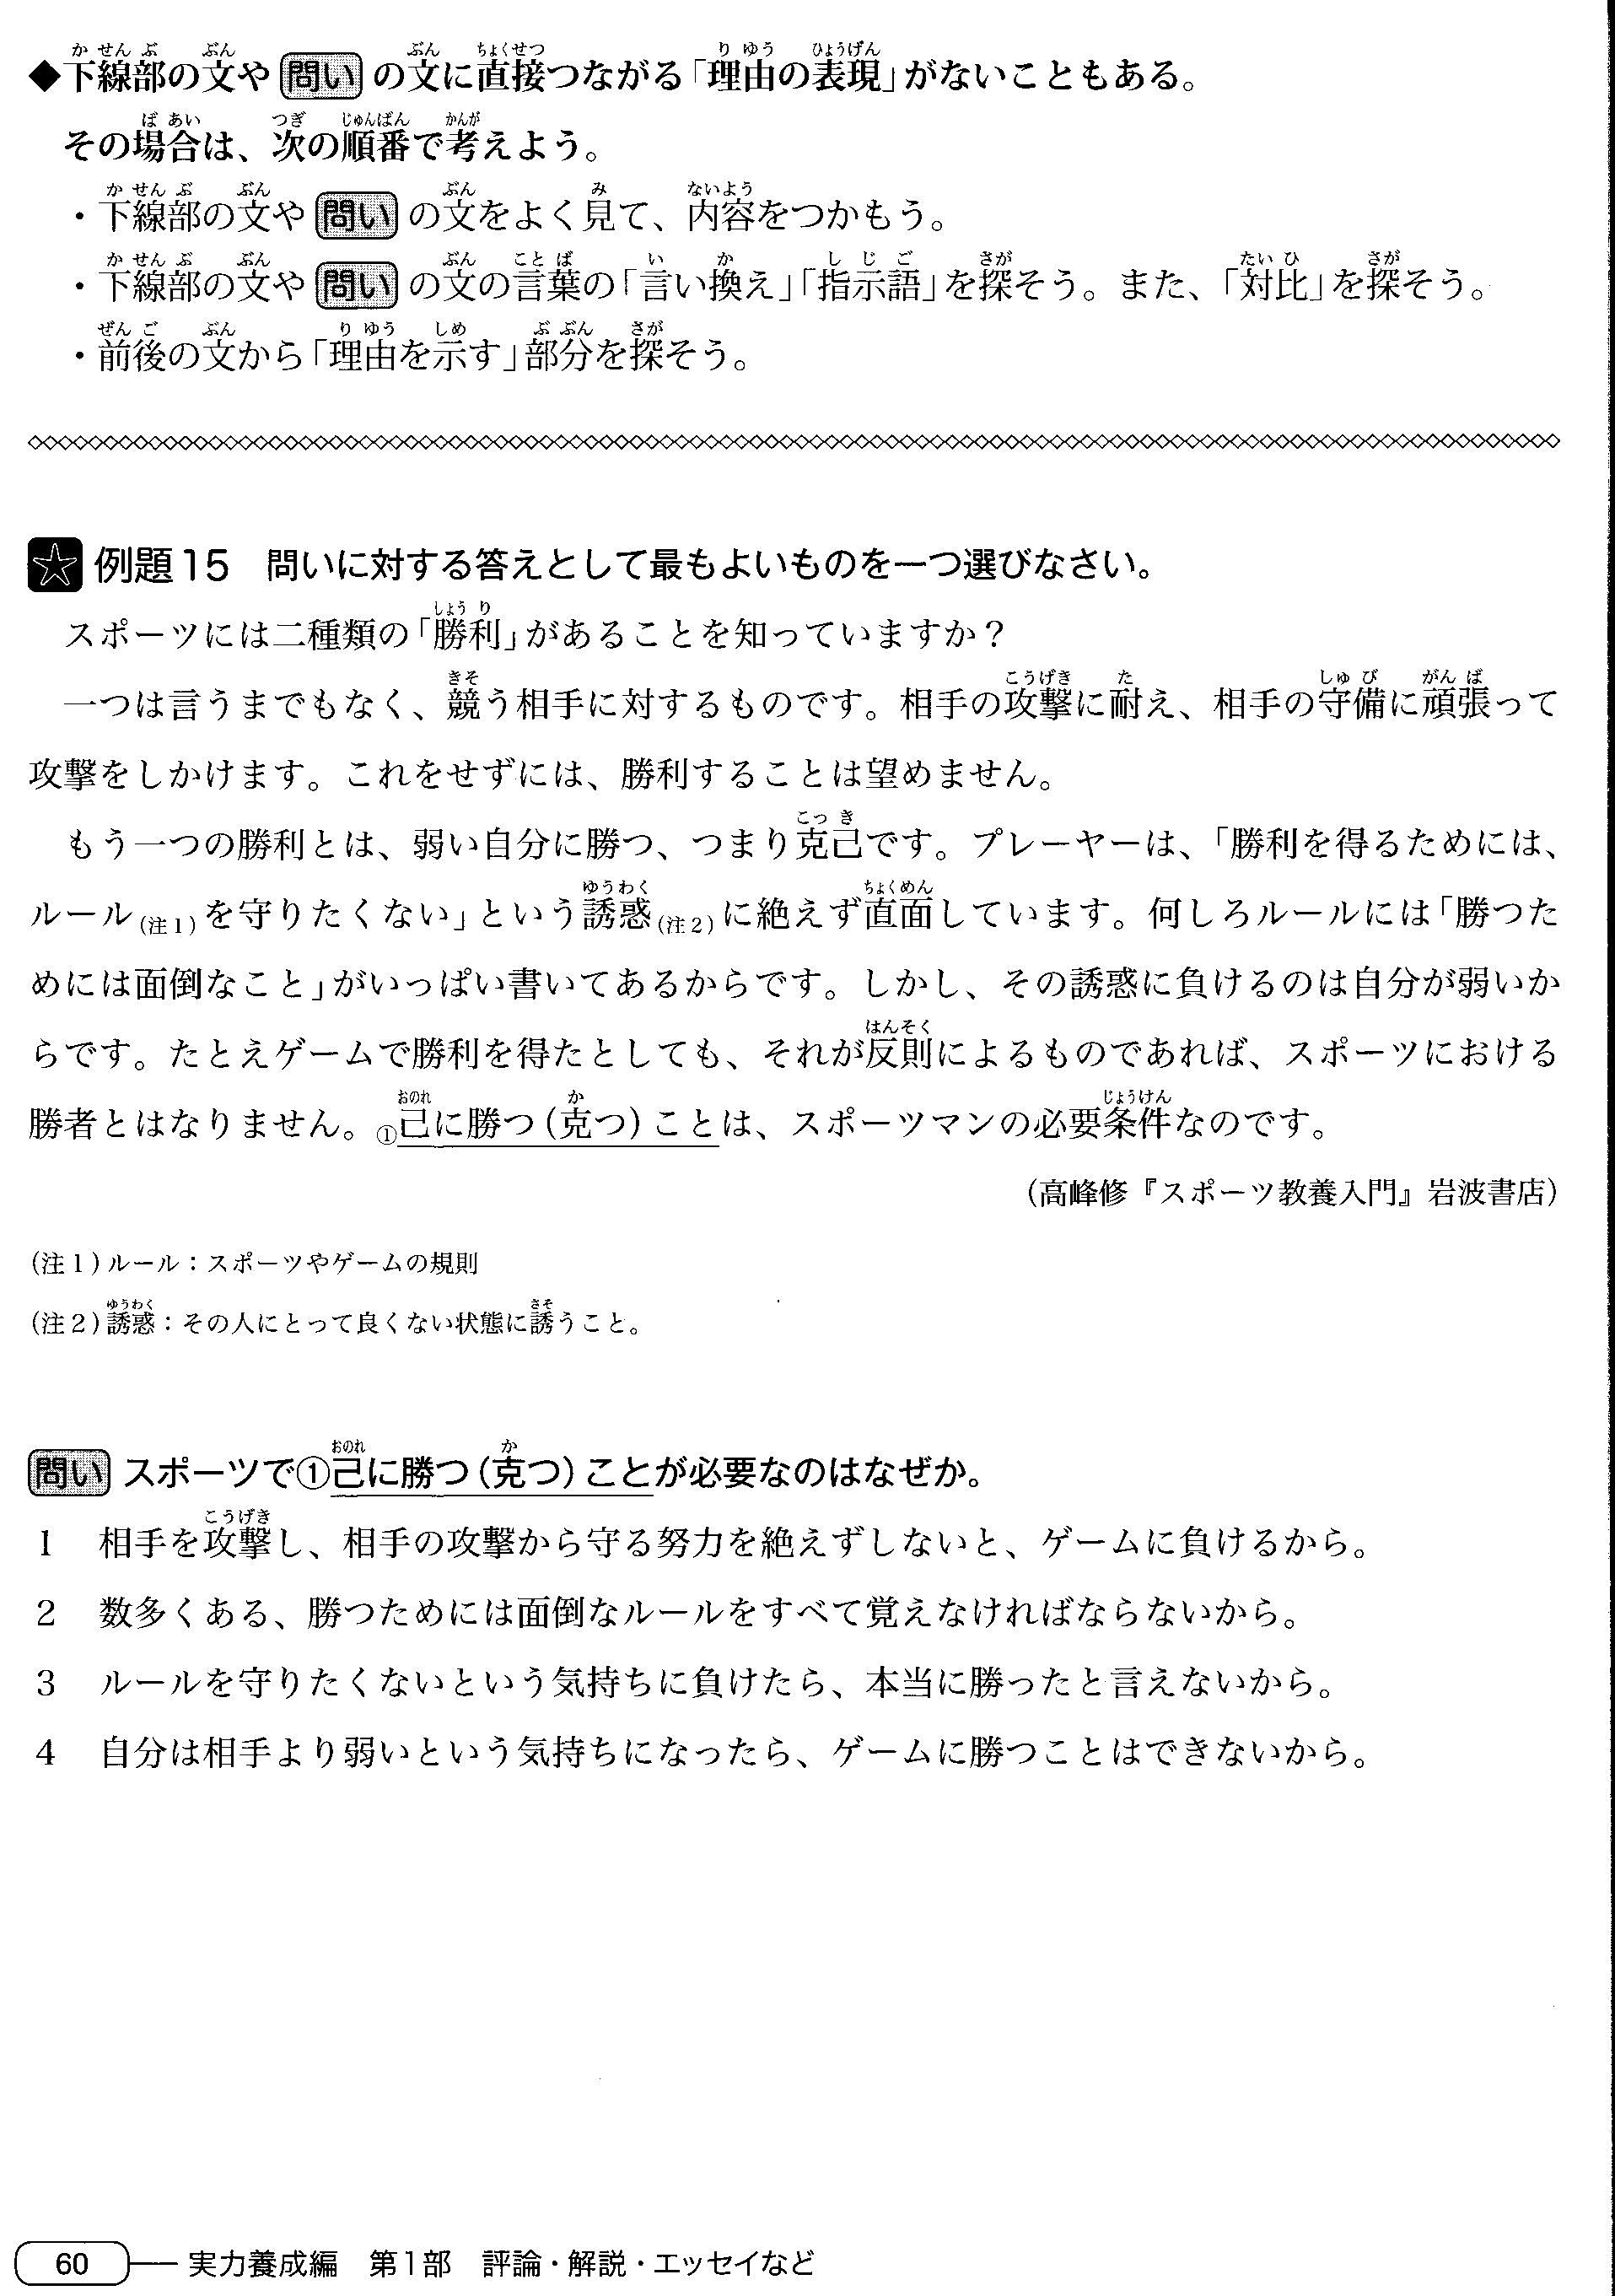 ◆下線部の文や 問い の文に直接つながる「理由の表現」がないこともある。
その場合は、次の順番で考えよう。
・下線部の文や 問い の文をよく見て、内容をつかもう。
・下線部の文や 問い の文の言葉の「言い換え」「指示語」を探そう。また、「対比」を探そう。
・前後の文から「理由を示す」部分を探そう。
例題15 問いに対する答えとして最もよいものを一つ選びなさい。
スポーツには二種類の「勝利」があることを知っていますか？
一つは言うまでもなく、競う相手に対するものです。相手の攻撃に耐え、相手の守備に頑張って
攻撃をしかけます。これをせずには、勝利することは望めません。
もう一つの勝利とは、弱い自分に勝つ、つまり克己です。プレーヤーは、「勝利を得るためには、
ルール(注1)を守りたくない」という誘惑(注2)に絶えず直面しています。何しろルールには「勝つた
めには面倒なこと」がいっぱい書いてあるからです。しかし、その誘惑に負けるのは自分が弱いか
らです。たとえゲームで勝利を得たとしても、それが反則によるものであれば、スポーツにおける
勝者とはなりません。①己に勝つ（克つ）ことは、スポーツマンの必要条件なのです。
（高峰修『スポーツ教養入門』岩波書店）
（注1）ルール：スポーツやゲームの規則
（注2）誘惑：その人にとって良くない状態に誘うこと。
問い スポーツで①己に勝つ（克つ）ことが必要なのはなぜか。
1 相手を攻撃し、相手の攻撃から守る努力を絶えずしないと、ゲームに負けるから。
2 数多くある、勝つためには面倒なルールをすべて覚えなければならないから。
3 ルールを守りたくないという気持ちに負けたら、本当に勝ったと言えないから。
4 自分は相手より弱いという気持ちになったら、ゲームに勝つことはできないから。
60 実力養成編 第1部 評論・解説・エッセイなど